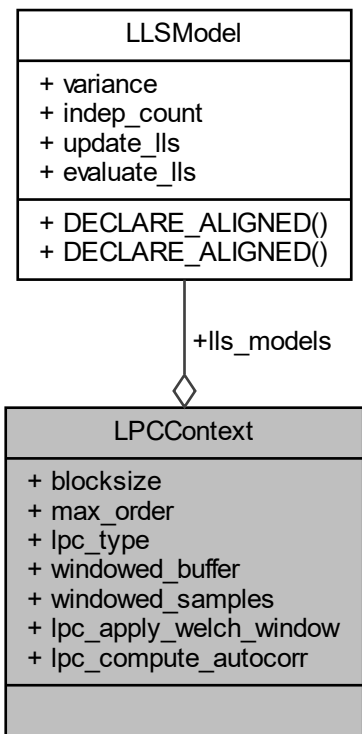 LLSModel
+ variance
+ indep_count
+ update_lls
+ evaluate_lls
+ DECLARE_ALIGNED()
+ DECLARE_ALIGNED()
+lls_models
LPCContext
+ blocksize
+ max_order
+ lpc_type
+ windowed_buffer
+ windowed_samples
+ lpc_apply_welch_window
+ lpc_compute_autocorr